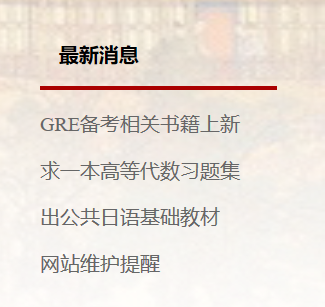 最新消息
GRE备考相关书籍上新
求一本高等代数习题集
出公共日语基础教材
网站维护提醒